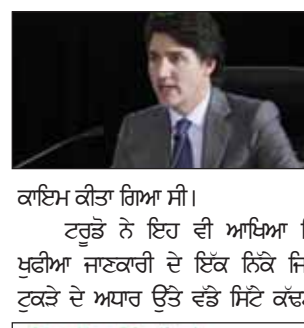 ਕਾਇਮ ਕੀਤਾ ਗਿਆ ਸੀ।
ਟਰੂਡੋ ਨੇ ਇਹ ਵੀ ਆਖਿਆ
ਖੁਫੀਆ ਜਾਣਕਾਰੀ ਦੇ ਇੱਕ ਨਿੱਕੇ
ਟੁਕੜੇ ਦੇ ਅਧਾਰ ਉੱਤੇ ਵੱਡੇ ਸਿੱਟੇ